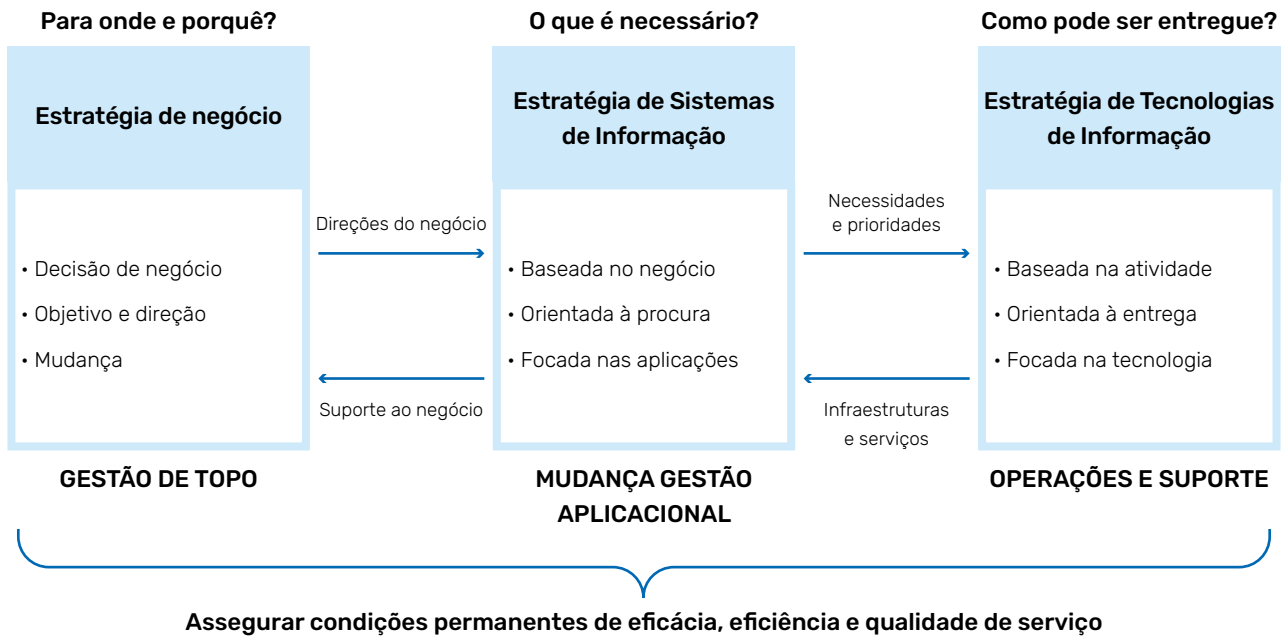 Para onde e porquê?
O que é necessário?
Como pode ser entregue?
Estratégia de negócio
Estratégia de Sistemas
de Informação
Estratégia de Tecnologias
de Informação
• Decisão de negócio
• Objetivo e direção
• Mudança
Direções do negócio
Suporte ao negócio
• Baseada no negócio
• Orientada à procura
• Focada nas aplicações
Necessidades
e prioridades
Infraestruturas
e serviços
• Baseada na atividade
• Orientada à entrega
• Focada na tecnologia
GESTÃO DE TOPO
MUDANÇA GESTÃO
APLICACIONAL
OPERAÇÕES E SUPORTE
Assegurar condições permanentes de eficácia, eficiência e qualidade de serviço